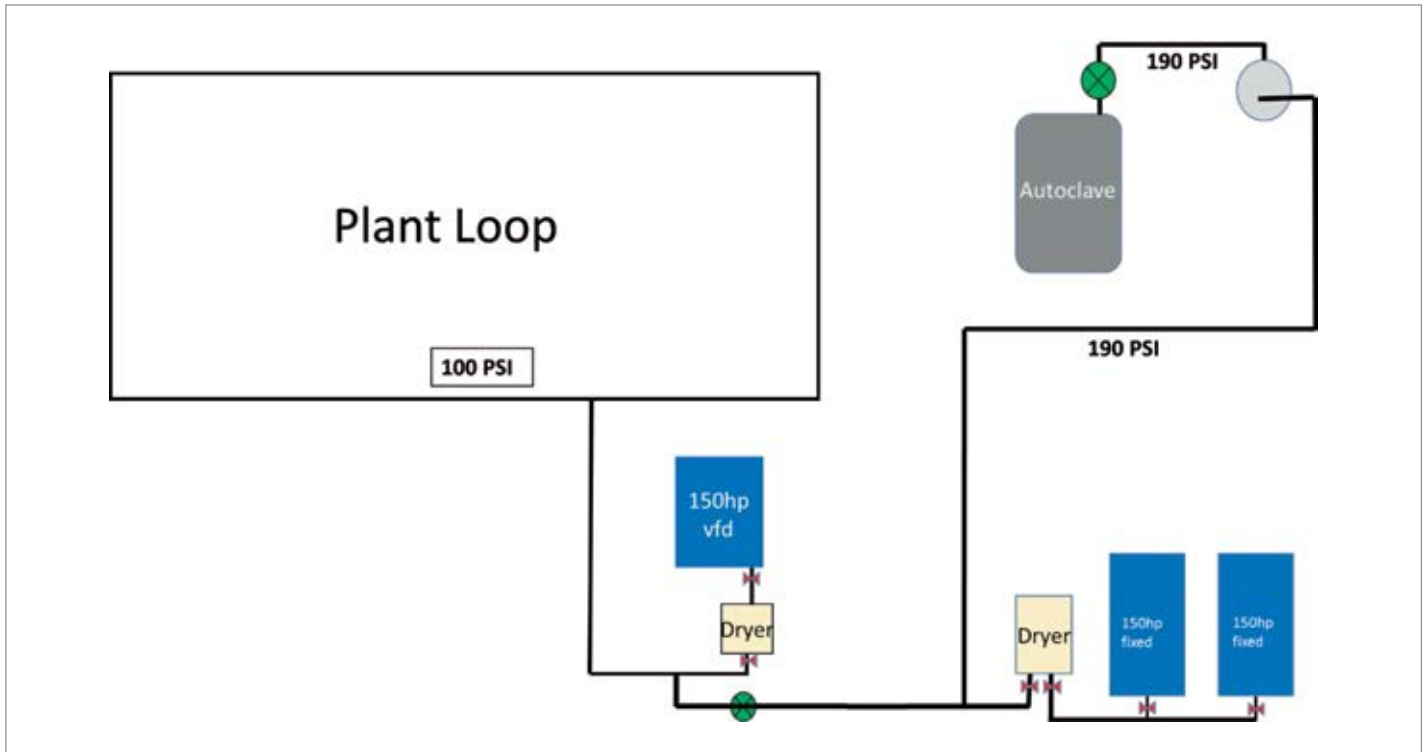 190 PSI
Autoclave
Plant Loop
190 PSI
100 PSI
150hp
vfd
Dryer
Dryer
150hp
fixed
150hp
fixed